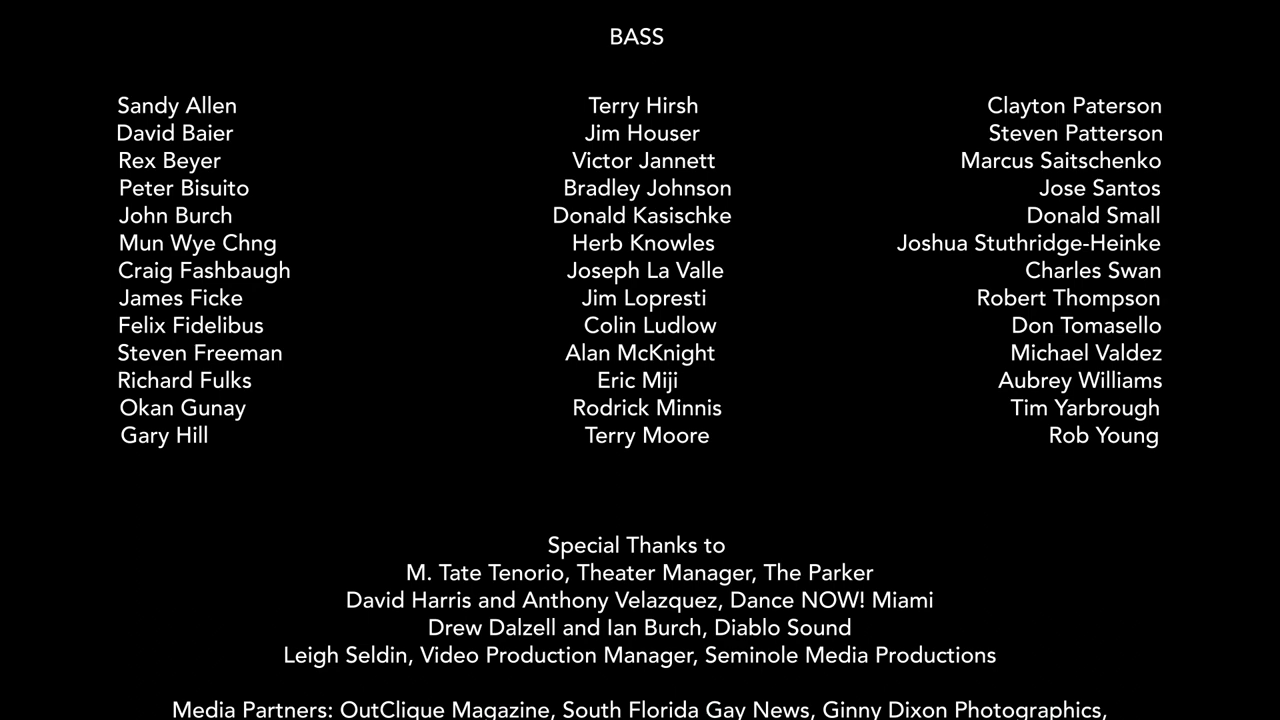 BASS
Sandy Allen Terry Hirsh Clayton Paterson
David Baier Jim Houser Steven Patterson
Rex Beyer Victor Jannett Marcus Saitschenko
Peter Bisuito Bradley Johnson Jose Santos
John Burch Donald Kasischke Donald Small
Mun Wye Chng Herb Knowles Joshua Stuthridge-Heinke
Craig Fashbaugh Joseph La Valle Charles Swan
James Ficke Jim Lopresti Robert Thompson
Felix Fidelibus Colin Ludlow Don Tomasello
Steven Freeman Alan McKnight Michael Valdez
Richard Fulks Eric Miji Aubrey Williams
Okan Gunay Rodrick Minnis Tim Yarbrough
Gary Hill Terry Moore Rob Young
Special Thanks to
M. Tate Tenorio, Theater Manager, The Parker
David Harris and Anthony Velazquez, Dance NOW! Miami
Drew Dalzell and Ian Burch, Diablo Sound
Leigh Seldin, Video Production Manager, Seminole Media Productions
Media Partners: OutClique Magazine, South Florida Gay News, Ginny Dixon Photographics,